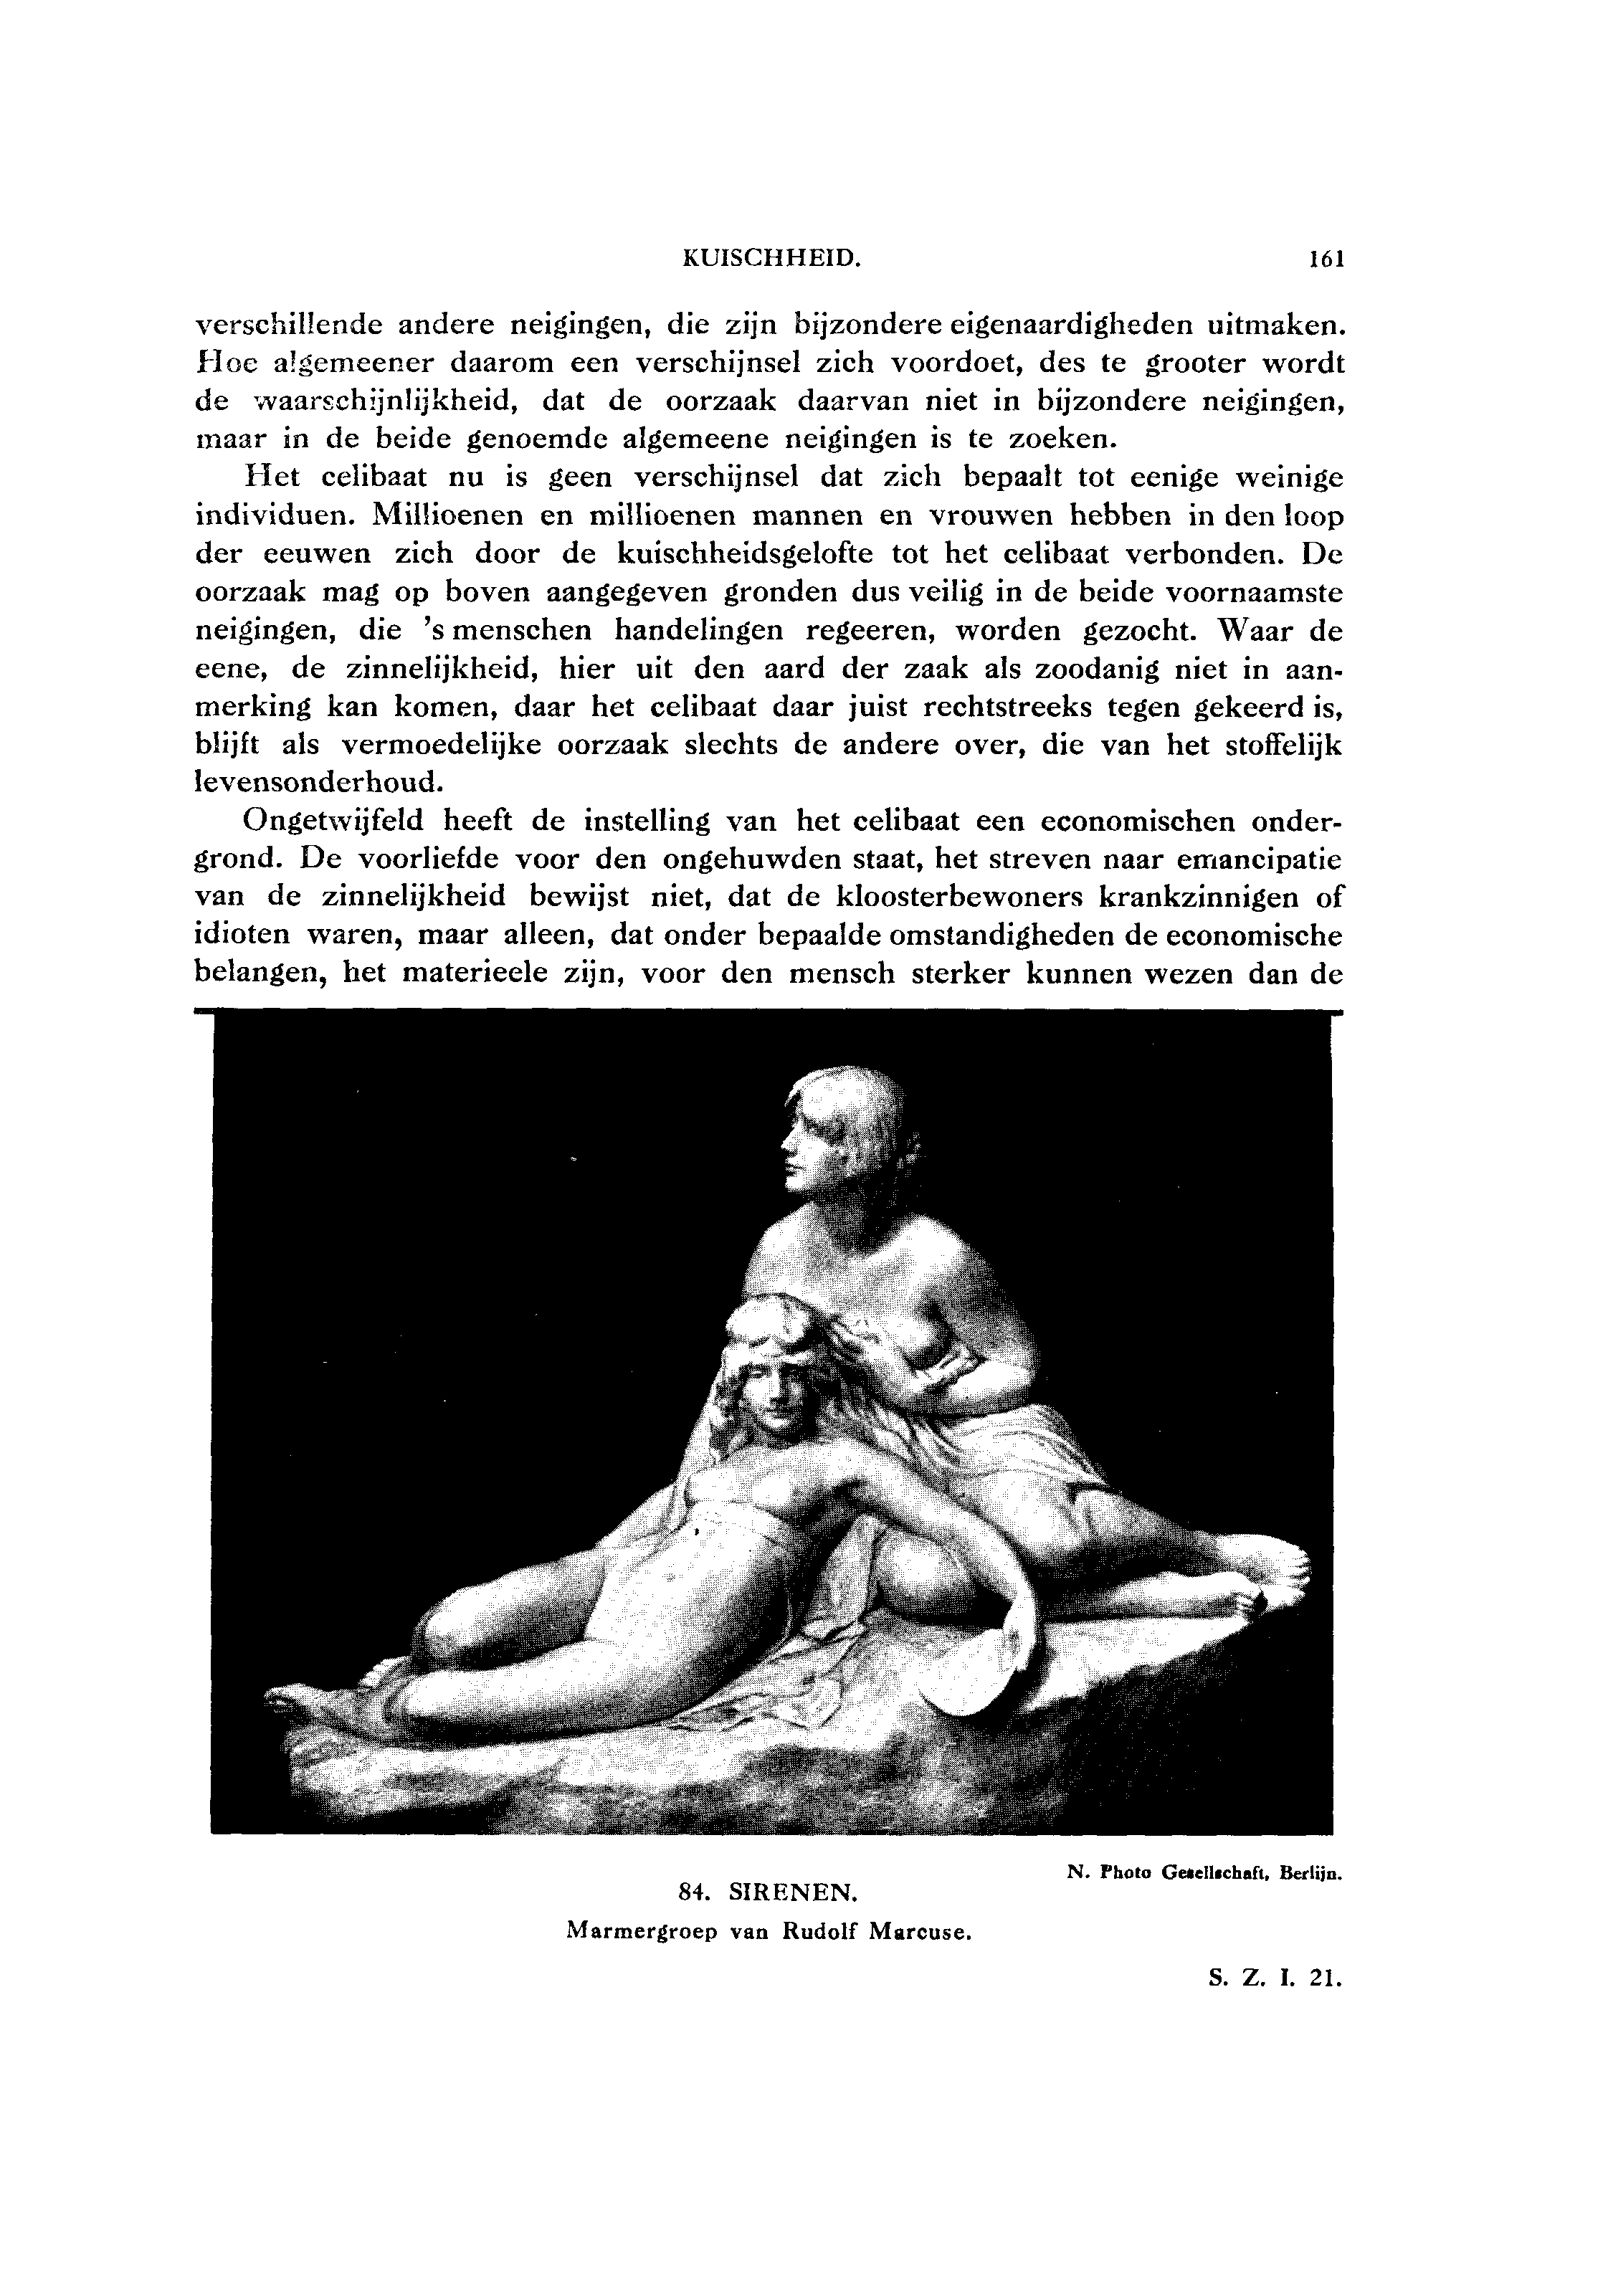 KUISCHHEID. 161
verschillende andere neigingen, die zijn bijzondere eigenaardigheden uitmaken.
Hoe algemeener daarom een verschijnsel zich voordoet, des te grooter wordt
de waarschijnlijkheid, dat de oorzaak daarvan niet in bijzondere neigingen,
maar in de beide genoemde algemeene neigingen is te zoeken.
Het celibaat nu is geen verschijnsel dat zich bepaalt tot eenige weinige
individuen. Millioenen en millioenen mannen en vrouwen hebben in den loop
der eeuwen zich door de kuischheidsgelofte tot het celibaat verbonden. De
oorzaak mag op boven aangegeven gronden dus veilig in de beide voornaamste
neigingen, die 's menschen handelingen regeeren, worden gezocht. Waar de
eene, de zinnelijkheid, hier uit den aard der zaak als zoodanig niet in aan-
merking kan komen, daar het celibaat daar juist rechtstreeks tegen gekeerd is,
blijft als vermoedelijke oorzaak slechts de andere over, die van het stoffelijk
levensonderhoud.
Ongetwijfeld heeft de instelling van het celibaat een economischen onder-
grond. De voorliefde voor den ongehuwden staat, het streven naar emancipatie
van de zinnelijkheid bewijst niet, dat de kloosterbewoners krankzinnigen of
idioten waren, maar alleen, dat onder bepaalde omstandigheden de economische
belangen, het materieele zijn, voor den mensch sterker kunnen wezen dan de
N. Photo Gesellschaft, Berlijn.
84. SIRENEN.
Marmergroep van Rudolf Marcuse.
S. Z. I. 21.